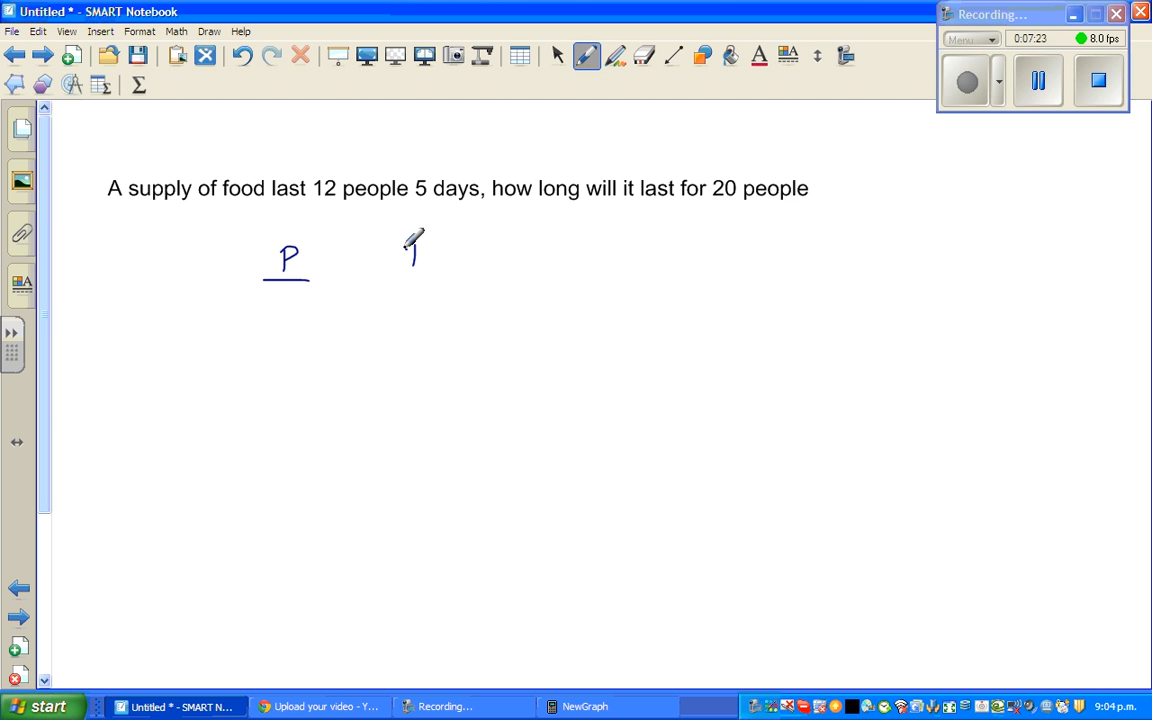 Untitled * - SMART Notebook
Recording...
File Edit View Insert Format Math Draw Help
Menu 0:07:23 8.0 fps
A supply of food last 12 people 5 days, how long will it last for 20 people
P T
start Untitled * - SMART N... Upload your video - Y... Recording... NewGraph 9:04 p.m.